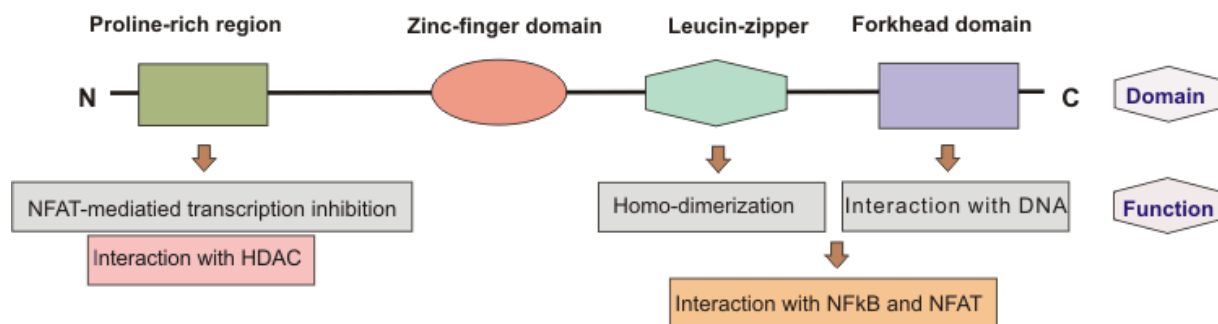 Proline-rich region Zinc-finger domain Leucin-zipper Forkhead domain
N C Domain
NFAT-mediatied transcription inhibition Homo-dimerization Interaction with DNA Function
Interaction with HDAC
Interaction with NFkB and NFAT